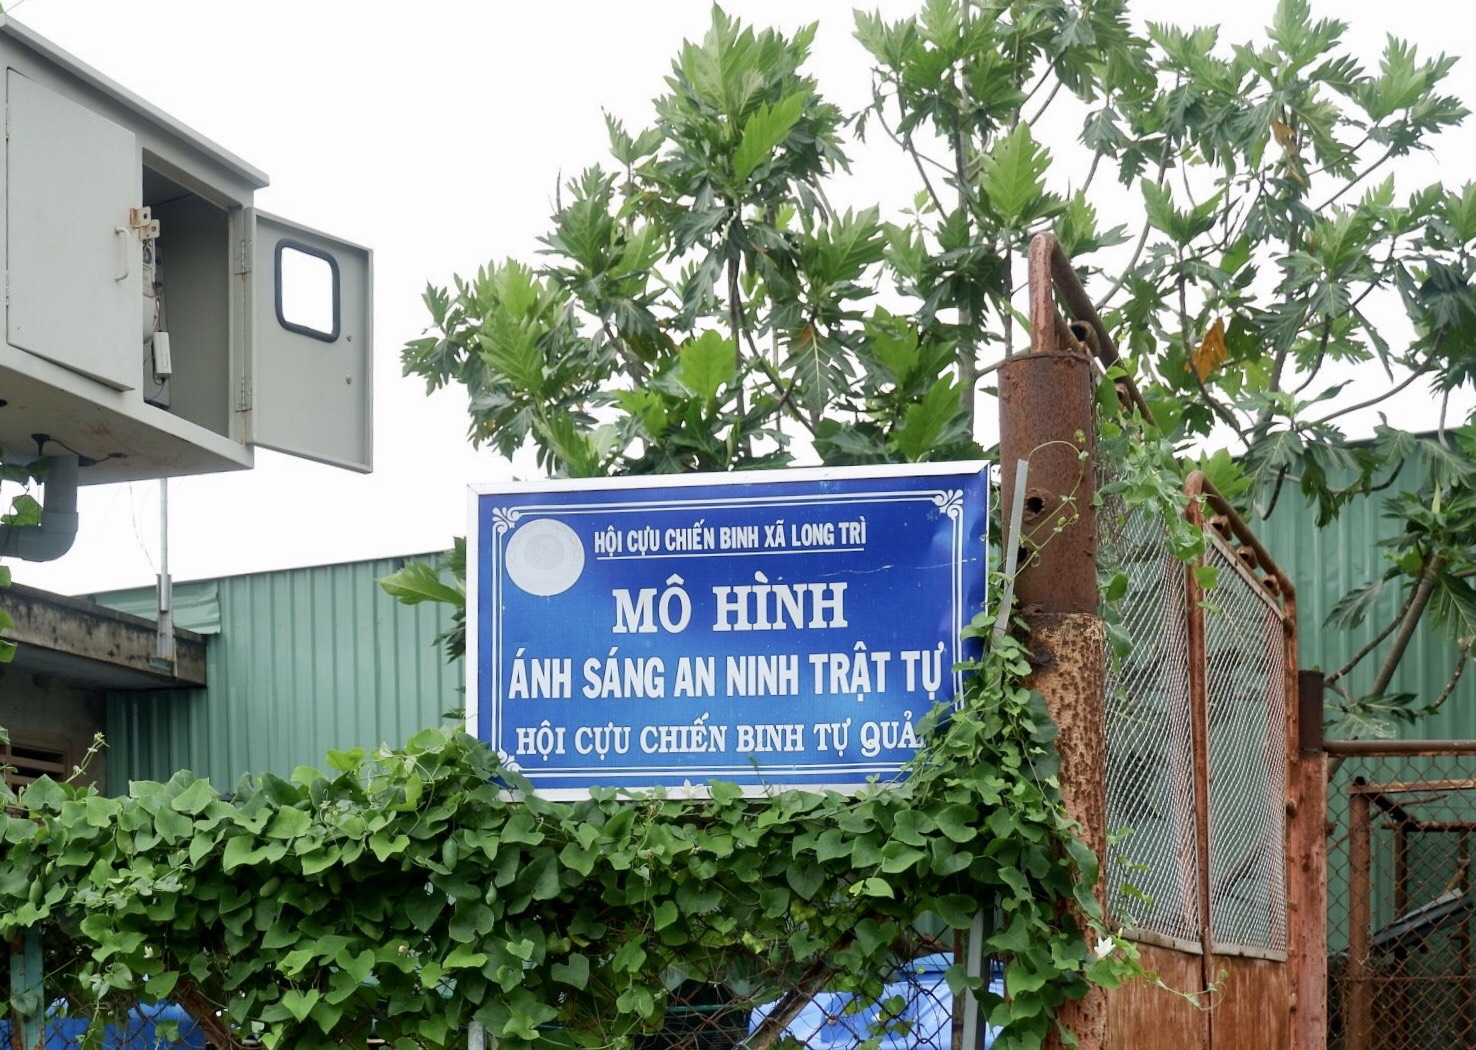 HỘI CỰU CHIẾN BINH XÃ LONG TRÌ
MÔ HÌNH
ÁNH SÁNG AN NINH TRẬT TỰ
HỘI CỰU CHIẾN BINH TỰ QUẢ